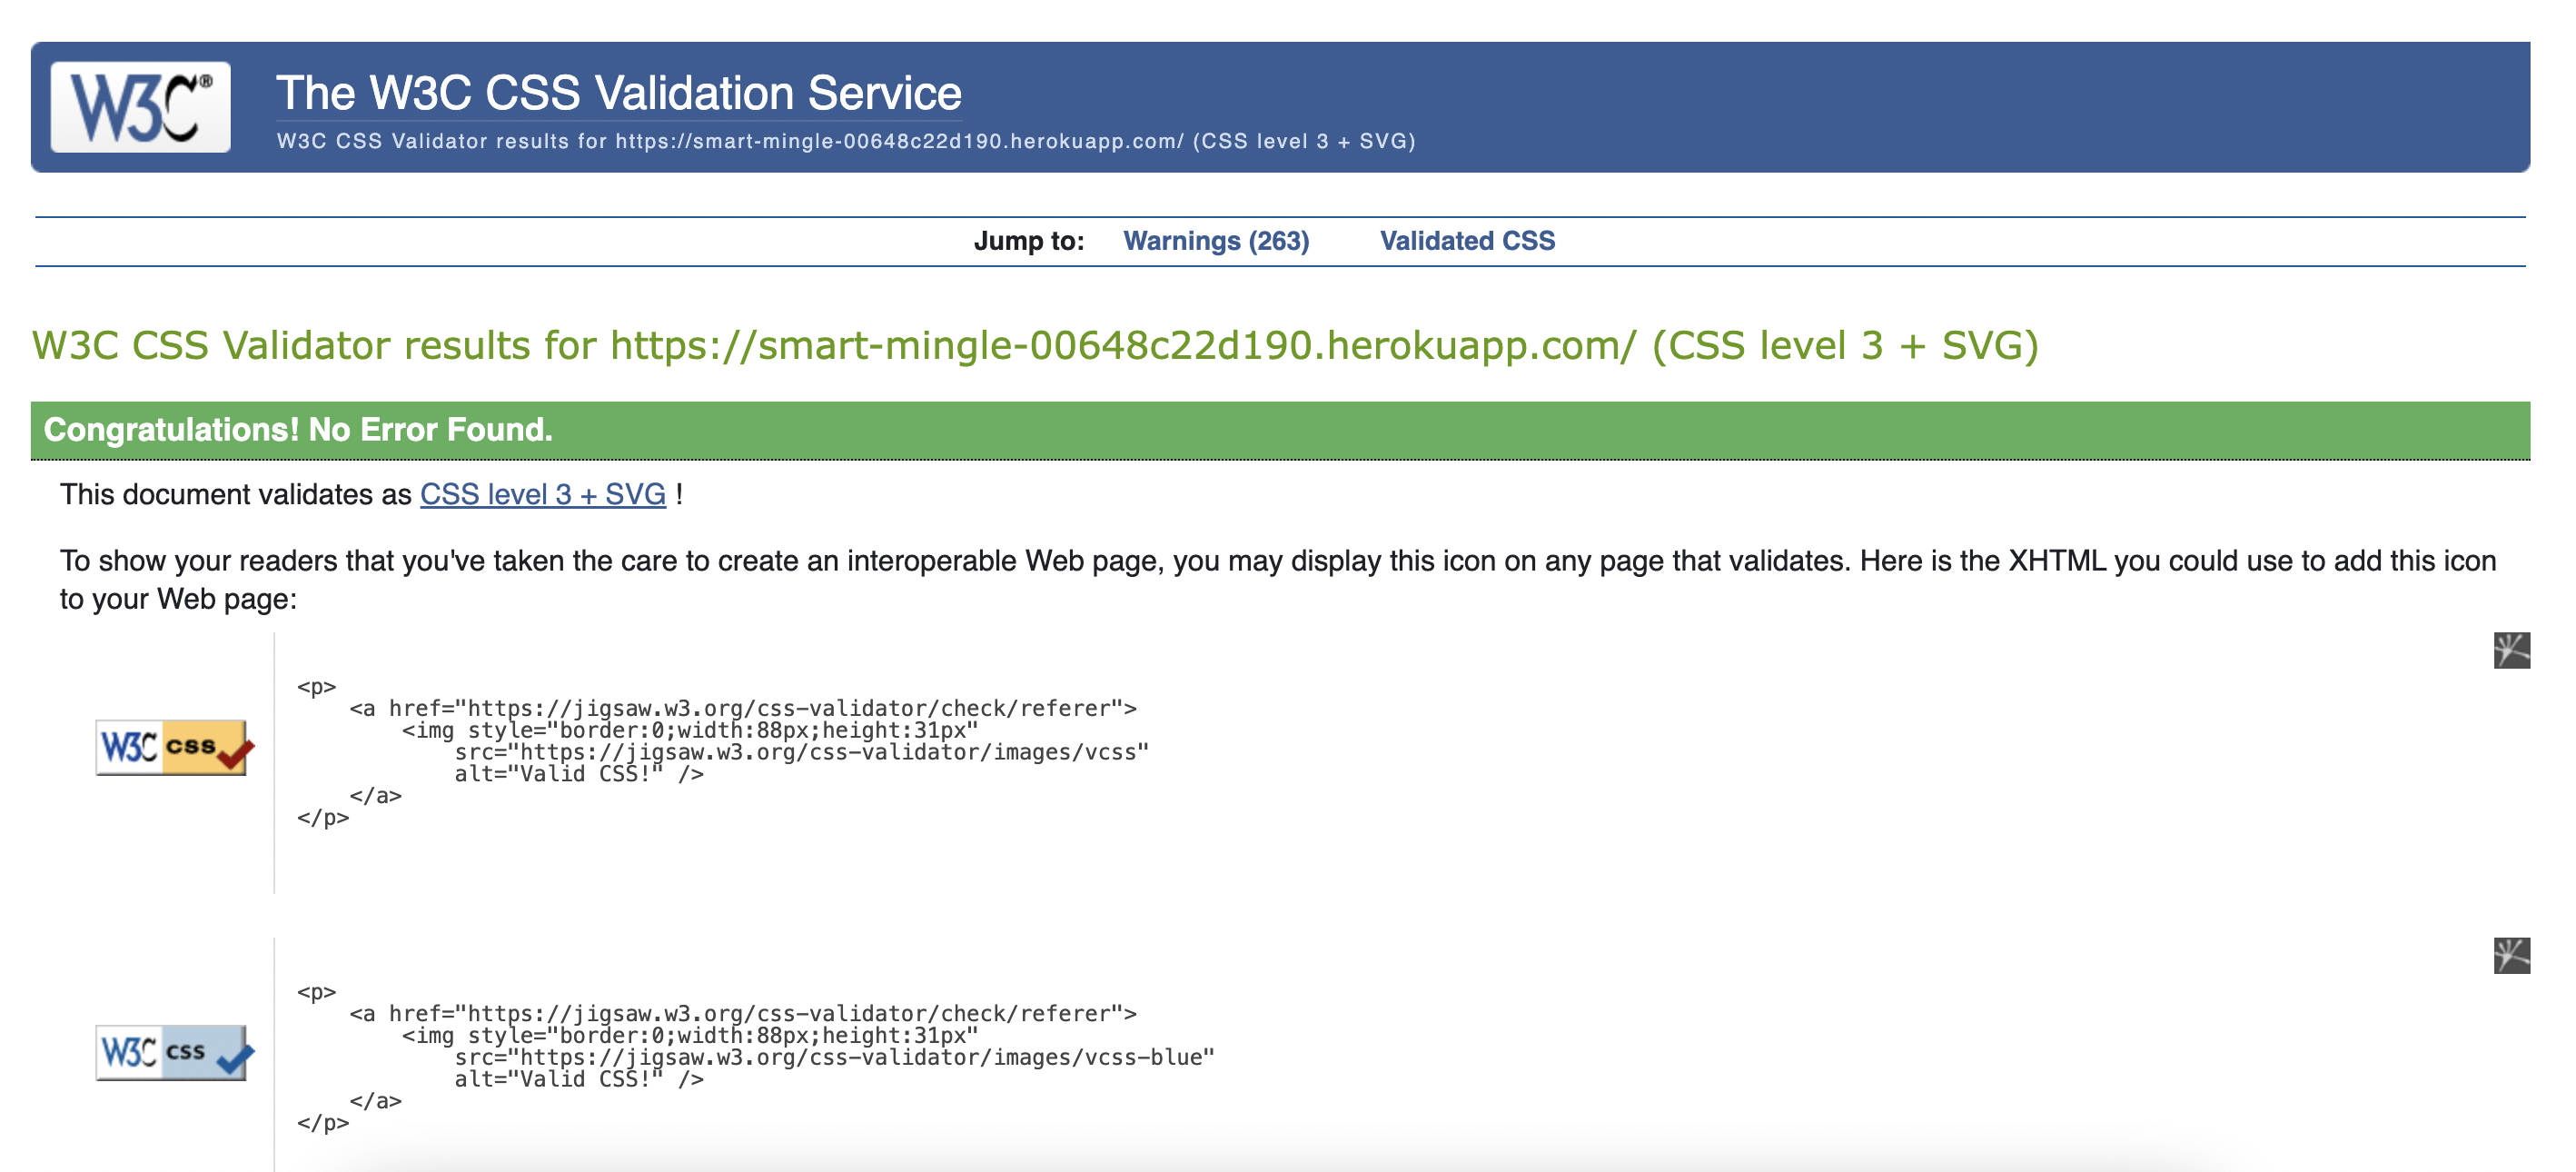 W3C®
The W3C CSS Validation Service
W3C CSS Validator results for https://smart-mingle-00648c22d190.herokuapp.com/ (CSS level 3 + SVG)
Jump to: Warnings (263) Validated CSS
W3C CSS Validator results for https://smart-mingle-00648c22d190.herokuapp.com/ (CSS level 3 + SVG)
Congratulations! No Error Found.
This document validates as CSS level 3 + SVG !
To show your readers that you've taken the care to create an interoperable Web page, you may display this icon on any page that validates. Here is the XHTML you could use to add this icon
to your Web page:
W3C css
<p>
    <a href="https://jigsaw.w3.org/css-validator/check/referer">
        <img style="border:0;width:88px;height:31px"
            src="https://jigsaw.w3.org/css-validator/images/vcss"
            alt="Valid CSS!" />
    </a>
</p>
W3C css
<p>
    <a href="https://jigsaw.w3.org/css-validator/check/referer">
        <img style="border:0;width:88px;height:31px"
            src="https://jigsaw.w3.org/css-validator/images/vcss-blue"
            alt="Valid CSS!" />
    </a>
</p>